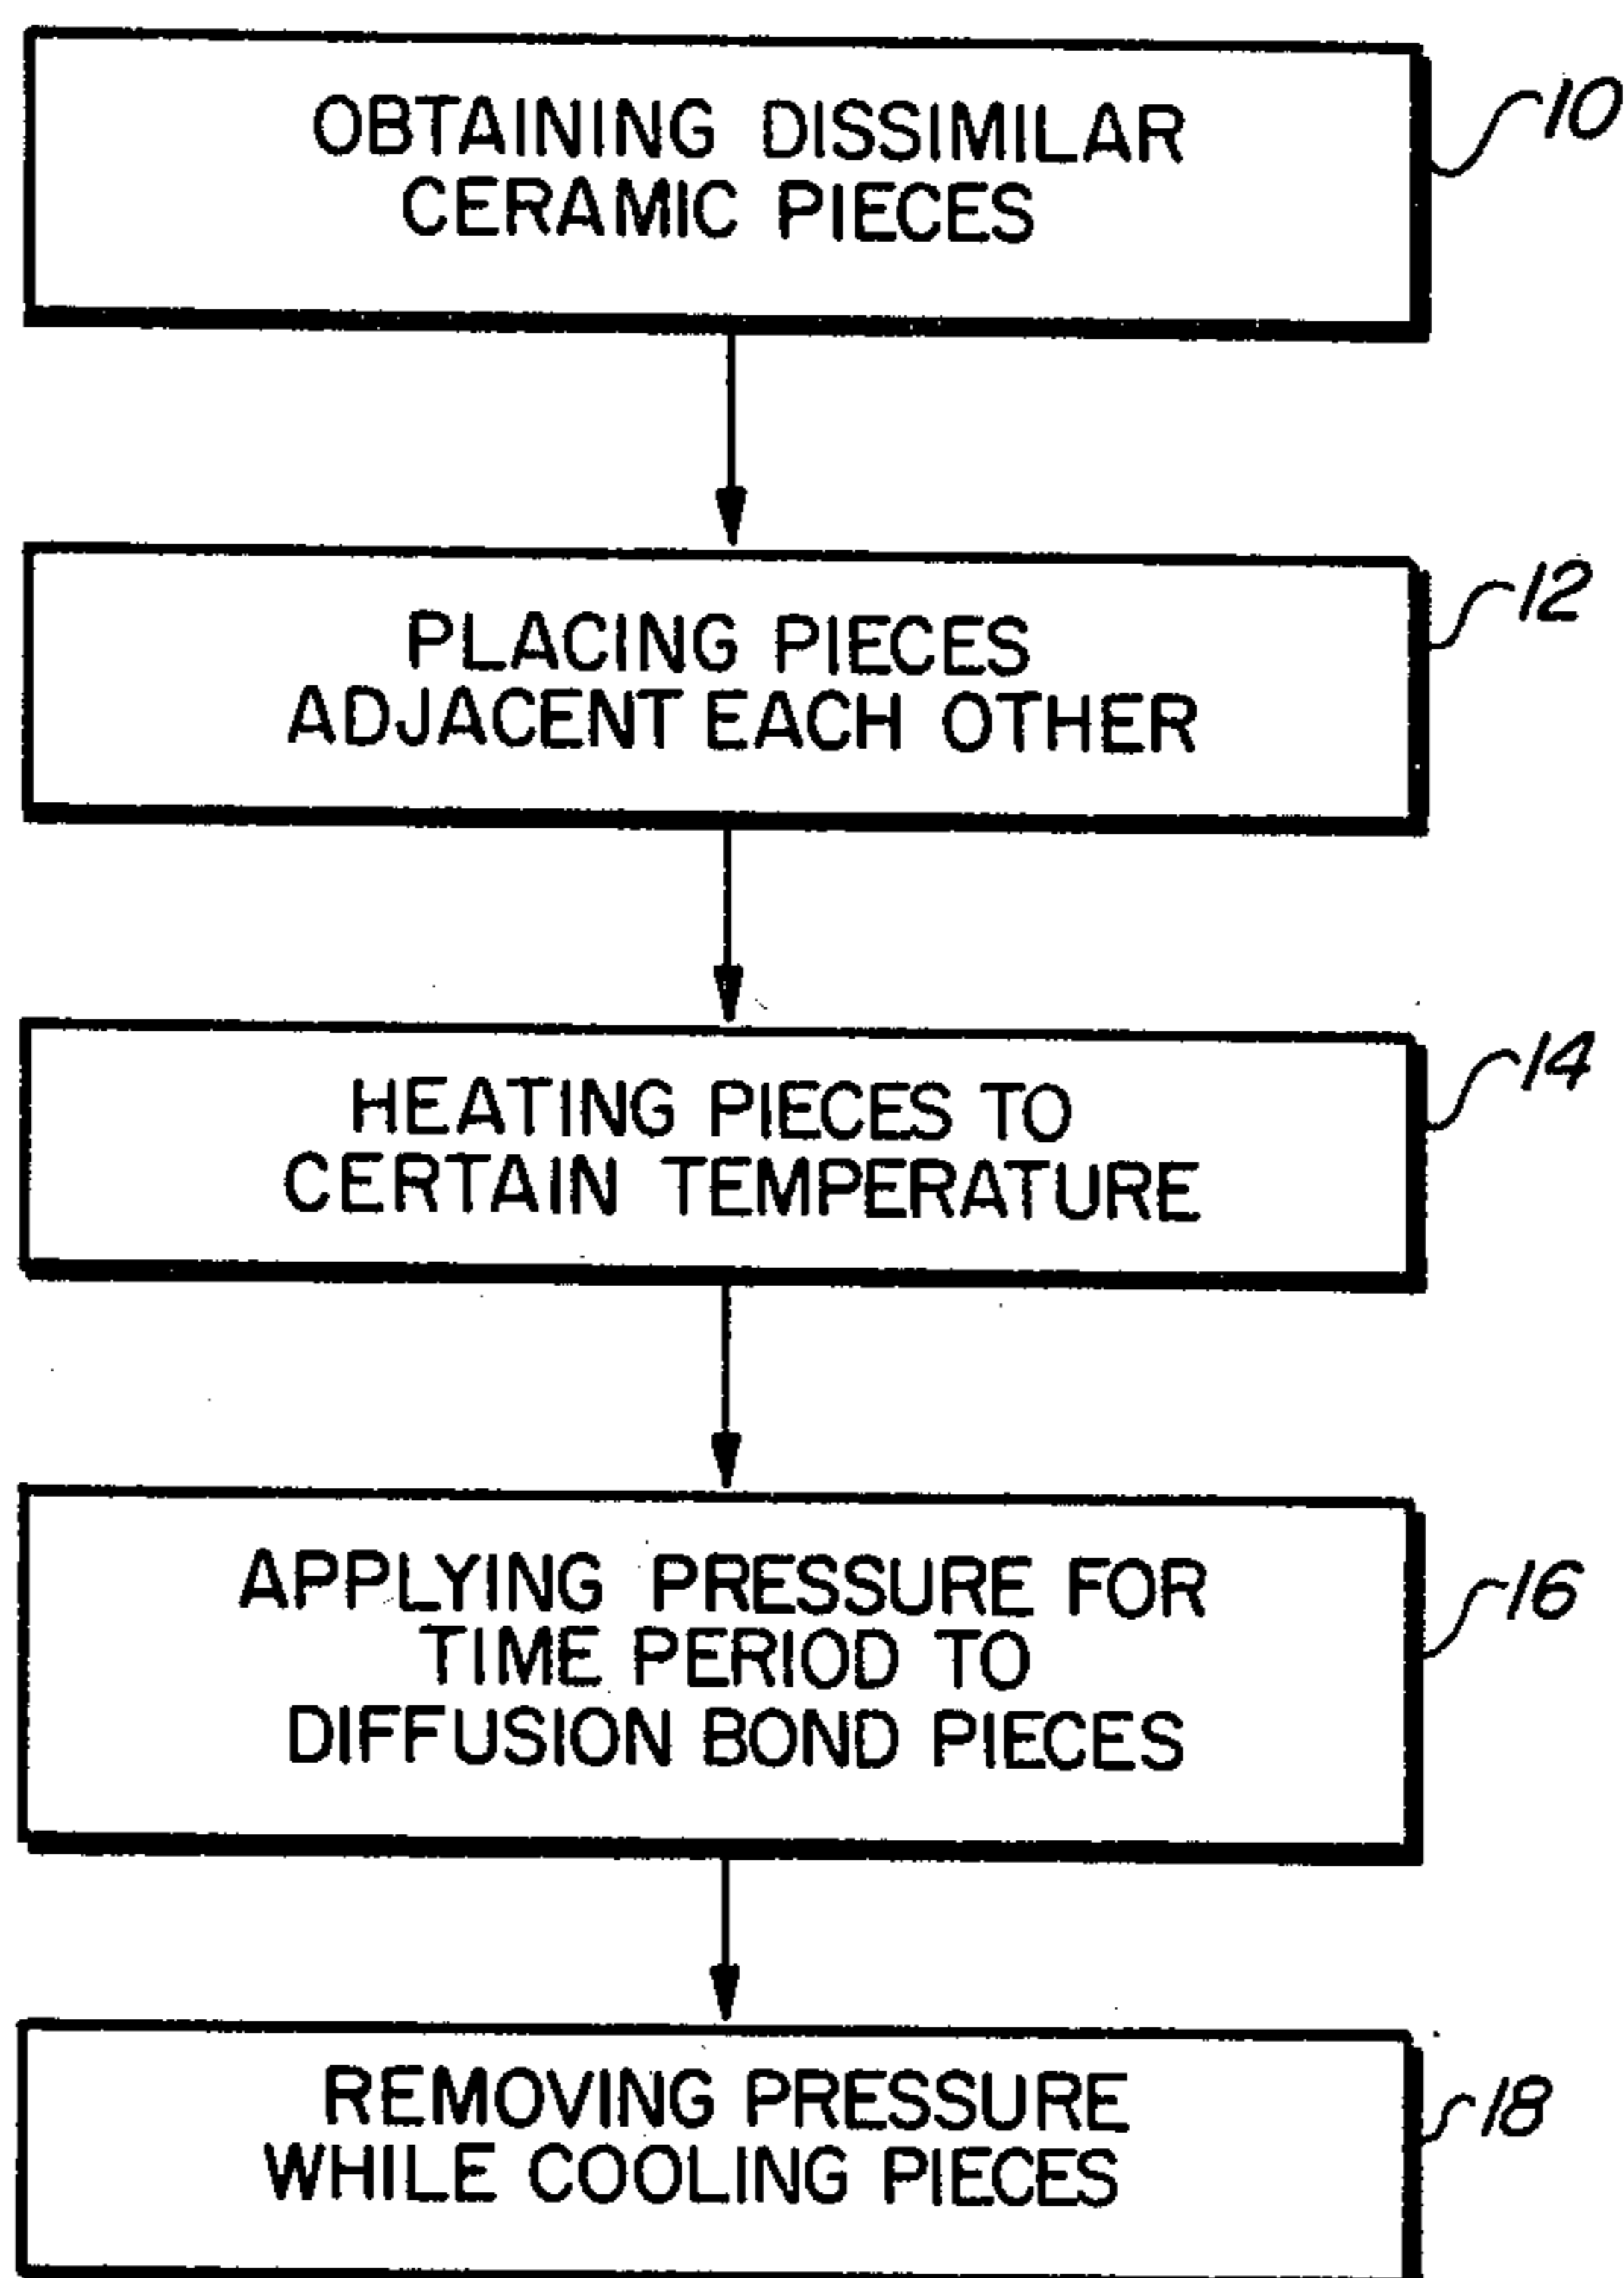 OBTAINING DISSIMILAR
CERAMIC PIECES
10
PLACING PIECES
ADJACENT EACH OTHER
12
HEATING PIECES TO
CERTAIN TEMPERATURE
14
APPLYING PRESSURE FOR
TIME PERIOD TO
DIFFUSION BOND PIECES
16
REMOVING PRESSURE
WHILE COOLING PIECES
18